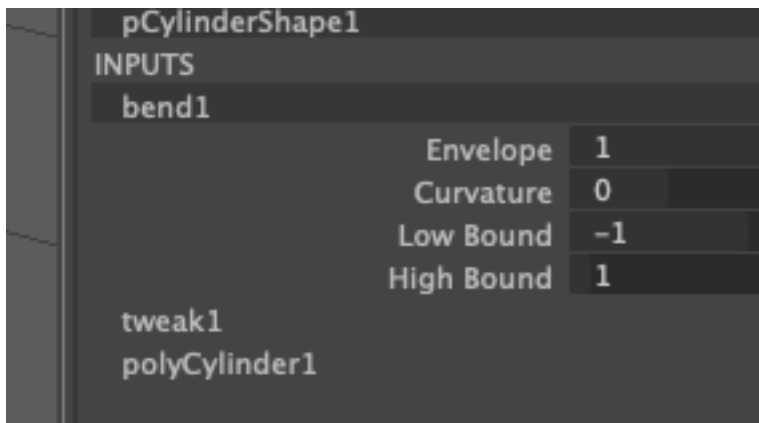 pCylinderShape1
INPUTS
bend1
Envelope 1
Curvature 0
Low Bound -1
High Bound 1
tweak1
polyCylinder1